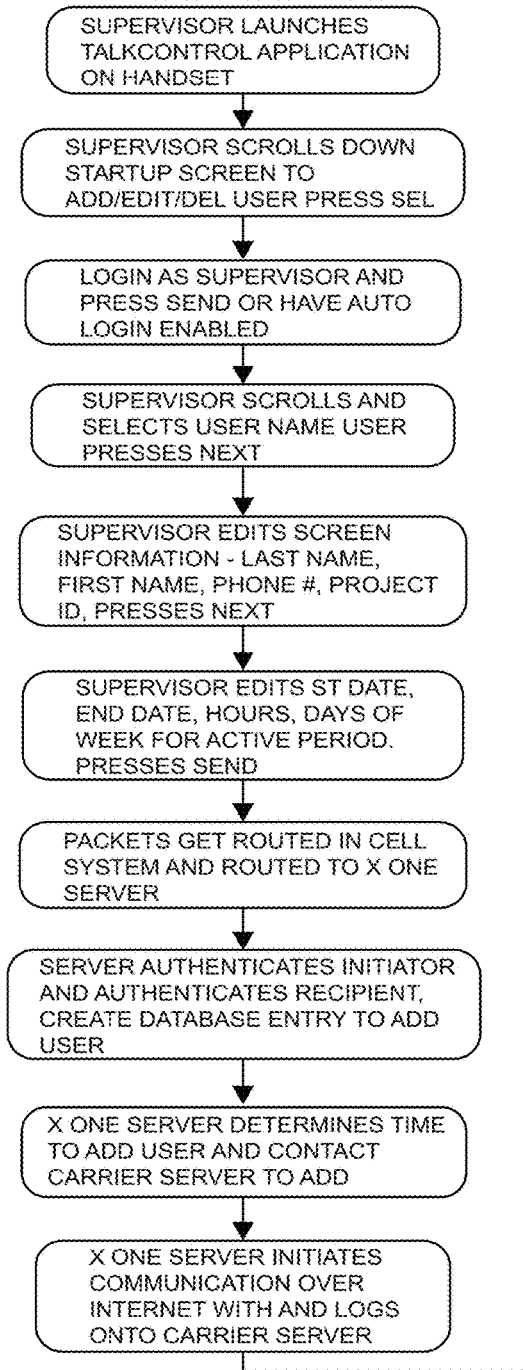 SUPERVISOR LAUNCHES
TALKCONTROL APPLICATION
ON HANDSET
SUPERVISOR SCROLLS DOWN
STARTUP SCREEN TO
ADD/EDIT/DEL USER PRESS SEL
LOGIN AS SUPERVISOR AND
PRESS SEND OR HAVE AUTO
LOGIN ENABLED
SUPERVISOR SCROLLS AND
SELECTS USER NAME USER
PRESSES NEXT
SUPERVISOR EDITS SCREEN
INFORMATION - LAST NAME,
FIRST NAME, PHONE #, PROJECT
ID, PRESSES NEXT
SUPERVISOR EDITS ST DATE,
END DATE, HOURS, DAYS OF
WEEK FOR ACTIVE PERIOD.
PRESSES SEND
PACKETS GET ROUTED IN CELL
SYSTEM AND ROUTED TO X ONE
SERVER
SERVER AUTHENTICATES INITIATOR
AND AUTHENTICATES RECIPIENT,
CREATE DATABASE ENTRY TO ADD
USER
X ONE SERVER DETERMINES TIME
TO ADD USER AND CONTACT
CARRIER SERVER TO ADD
X ONE SERVER INITIATES
COMMUNICATION OVER
INTERNET WITH AND LOGS
ONTO CARRIER SERVER